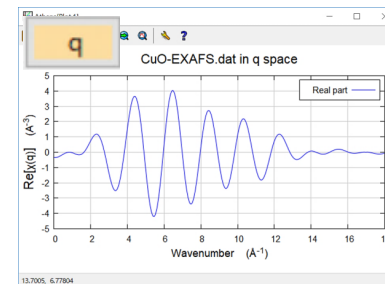 q
CuO-EXAFS.dat in q space
Real part
Re[χ(q)] (Å⁻³)
5
4
3
2
1
0
-1
-2
-3
-4
-5
0 2 4 6 8 10 12 14 16
Wavenumber (Å⁻¹)
13.7005, 6.77804